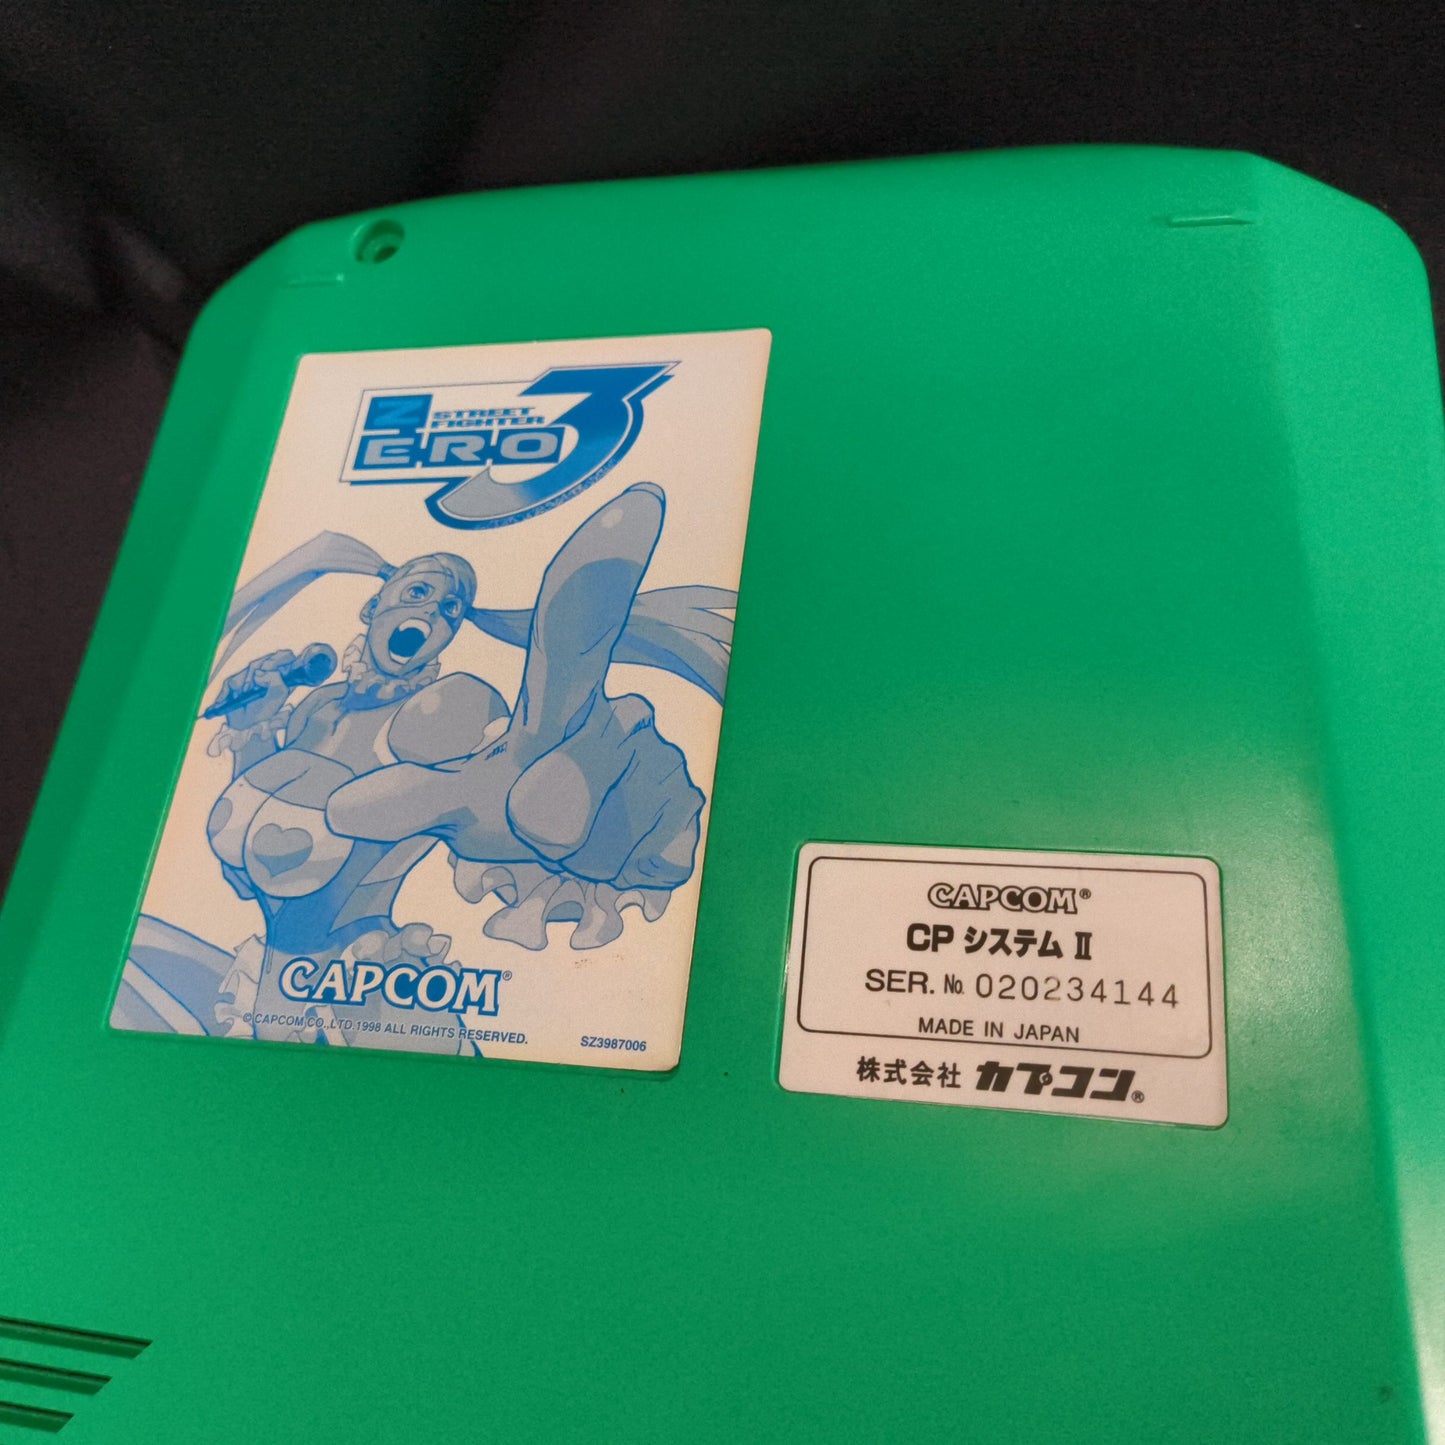 Z STREET
FIGHTER
E·R·O 3
CAPCOM®
© CAPCOM CO.,LTD.1998 ALL RIGHTS RESERVED.
SZ3987006
CAPCOM®
CP システム II
SER. No. 020234144
MADE IN JAPAN
株式会社 カプコン®